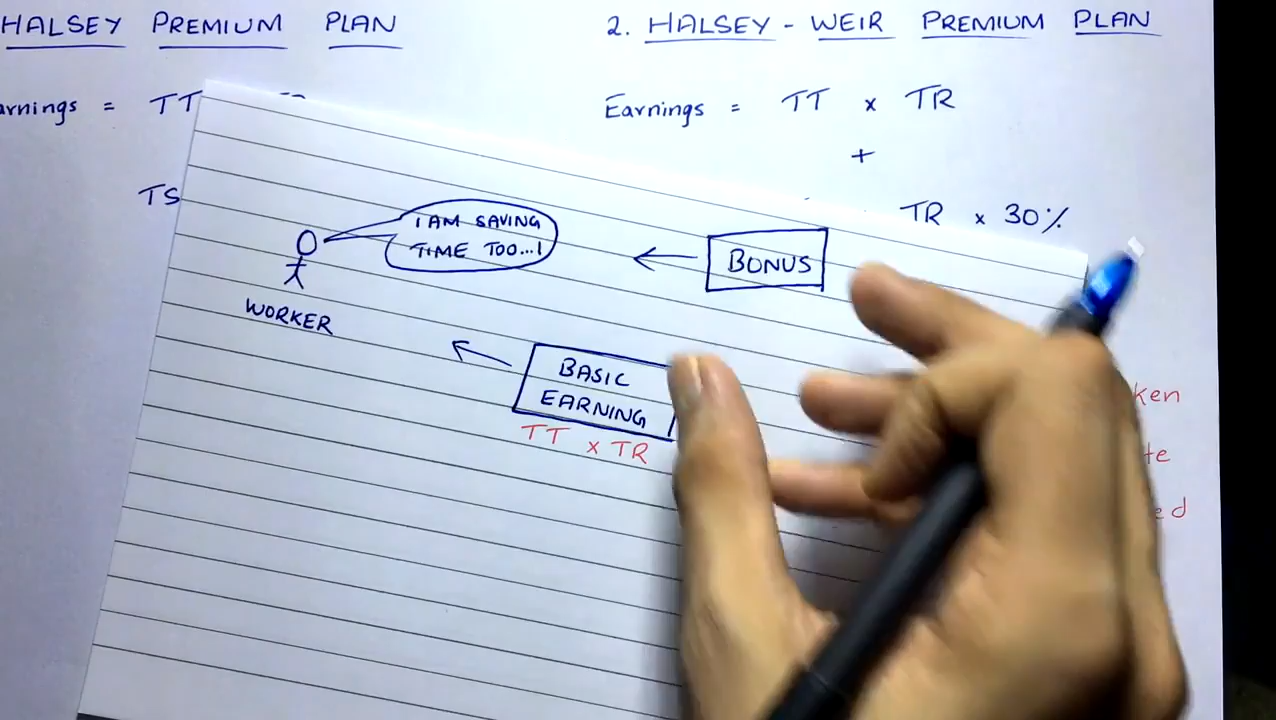 HALSEY PREMIUM PLAN
arnings = TT
TS
2. HALSEY - WEIR PREMIUM PLAN
Earnings = TT x TR
+
TR x 30%
I AM SAVING
TIME TOO...!
WORKER
BONUS
BASIC
EARNING
TT x TR
ken
te
ed